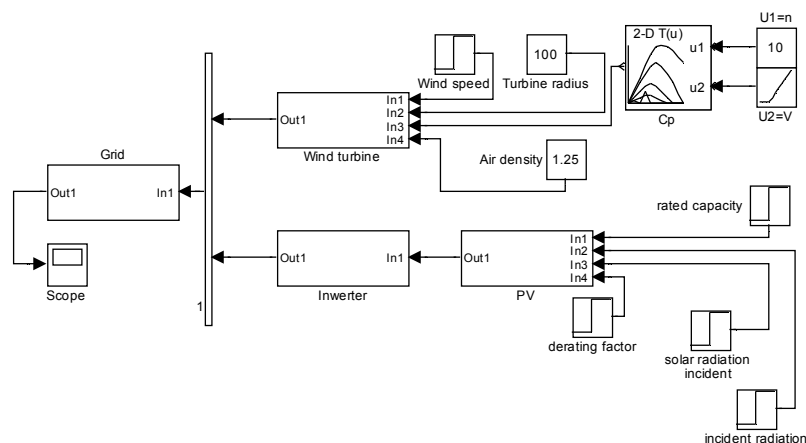 U1=n
2-D T(u)
u1
u2
10
U2=V
Cp
Wind speed
100
Turbine radius
Out1
In1
In2
In3
In4
Wind turbine
Air density
1.25
Grid
Out1
In1
Scope
1
Out1
In1
Inwerter
Out1
In1
In2
In3
In4
PV
rated capacity
derating factor
solar radiation
incident
incident radiation